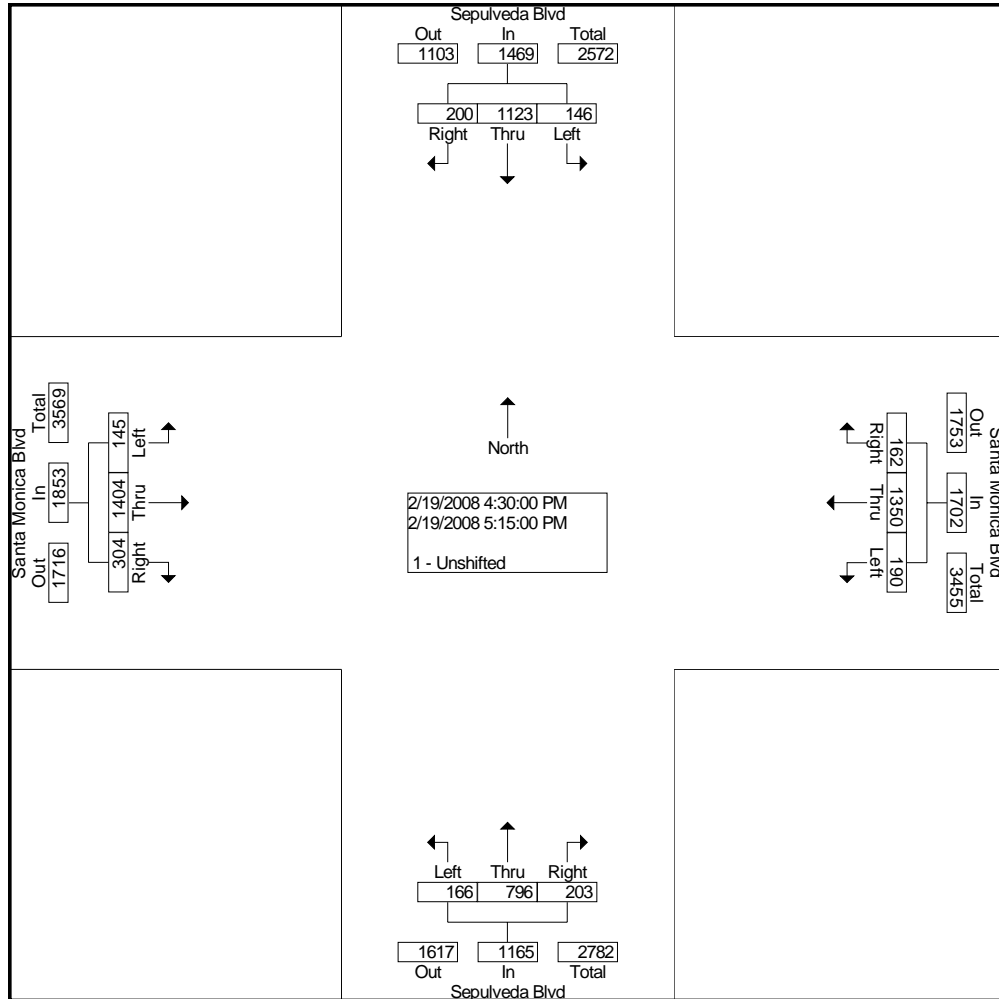 Sepulveda Blvd
Out In Total
1103 1469 2572
200 1123 146
Right Thru Left
Santa Monica Blvd
Total In Out
3569 1853 1716
145 1404 304
Left Thru Right
North
2/19/2008 4:30:00 PM
2/19/2008 5:15:00 PM
1 - Unshifted
Santa Monica Blvd
Out In Total
1753 1702 3455
162 1350 190
Right Thru Left
Left Thru Right
166 796 203
1617 1165 2782
Out In Total
Sepulveda Blvd